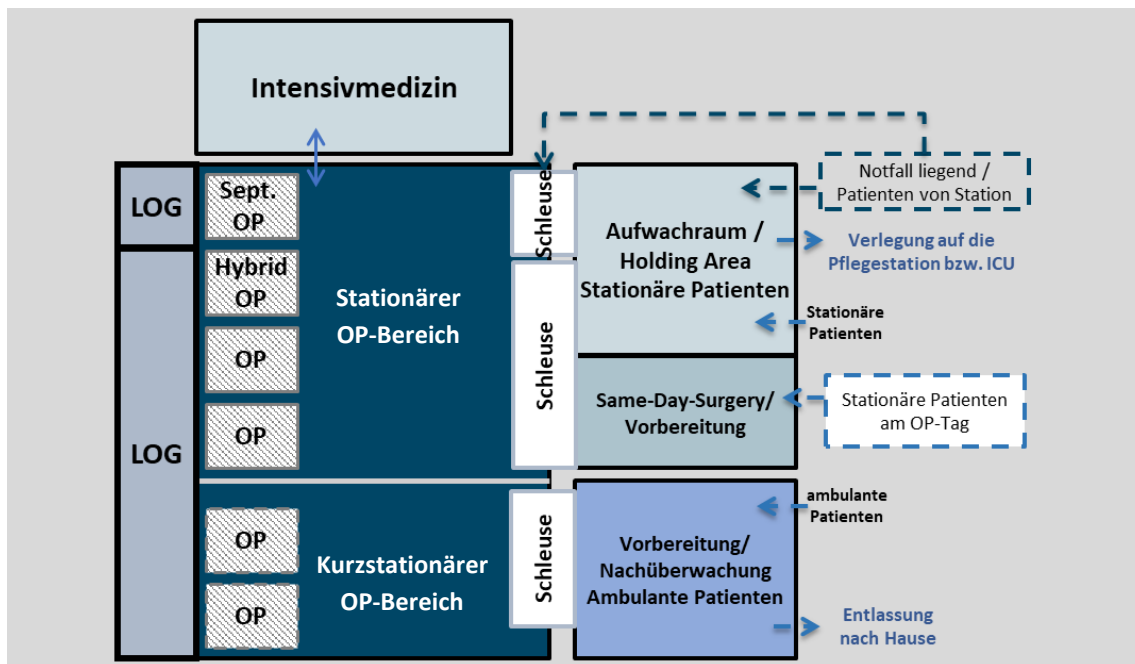 Intensivmedizin
LOG
Sept.
OP
Hybrid
OP
OP
OP
LOG
Stationärer
OP-Bereich
Schleuse
Schleuse
Aufwachraum /
Holding Area
Stationäre Patienten
Notfall liegend /
Patienten von Station
Verlegung auf die
Pflegestation bzw. ICU
Stationäre
Patienten
Same-Day-Surgery/
Vorbereitung
Stationäre Patienten
am OP-Tag
OP
OP
Kurzstationärer
OP-Bereich
Schleuse
Vorbereitung/
Nachüberwachung
Ambulante Patienten
ambulante
Patienten
Entlassung
nach Hause